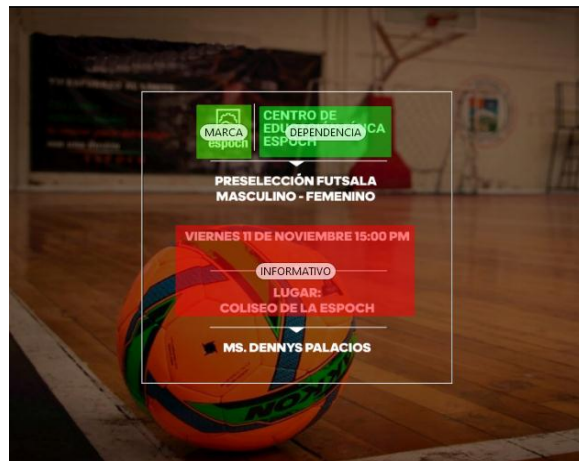 espoch
MARCA
CENTRO DE
DEPENDENCIA
ESPOCH
PRESELECCIÓN FUTSALA
MASCULINO - FEMENINO
VIERNES 11 DE NOVIEMBRE 15:00 PM
INFORMATIVO
LUGAR:
COLISEO DE LA ESPOCH
MS. DENNYS PALACIOS